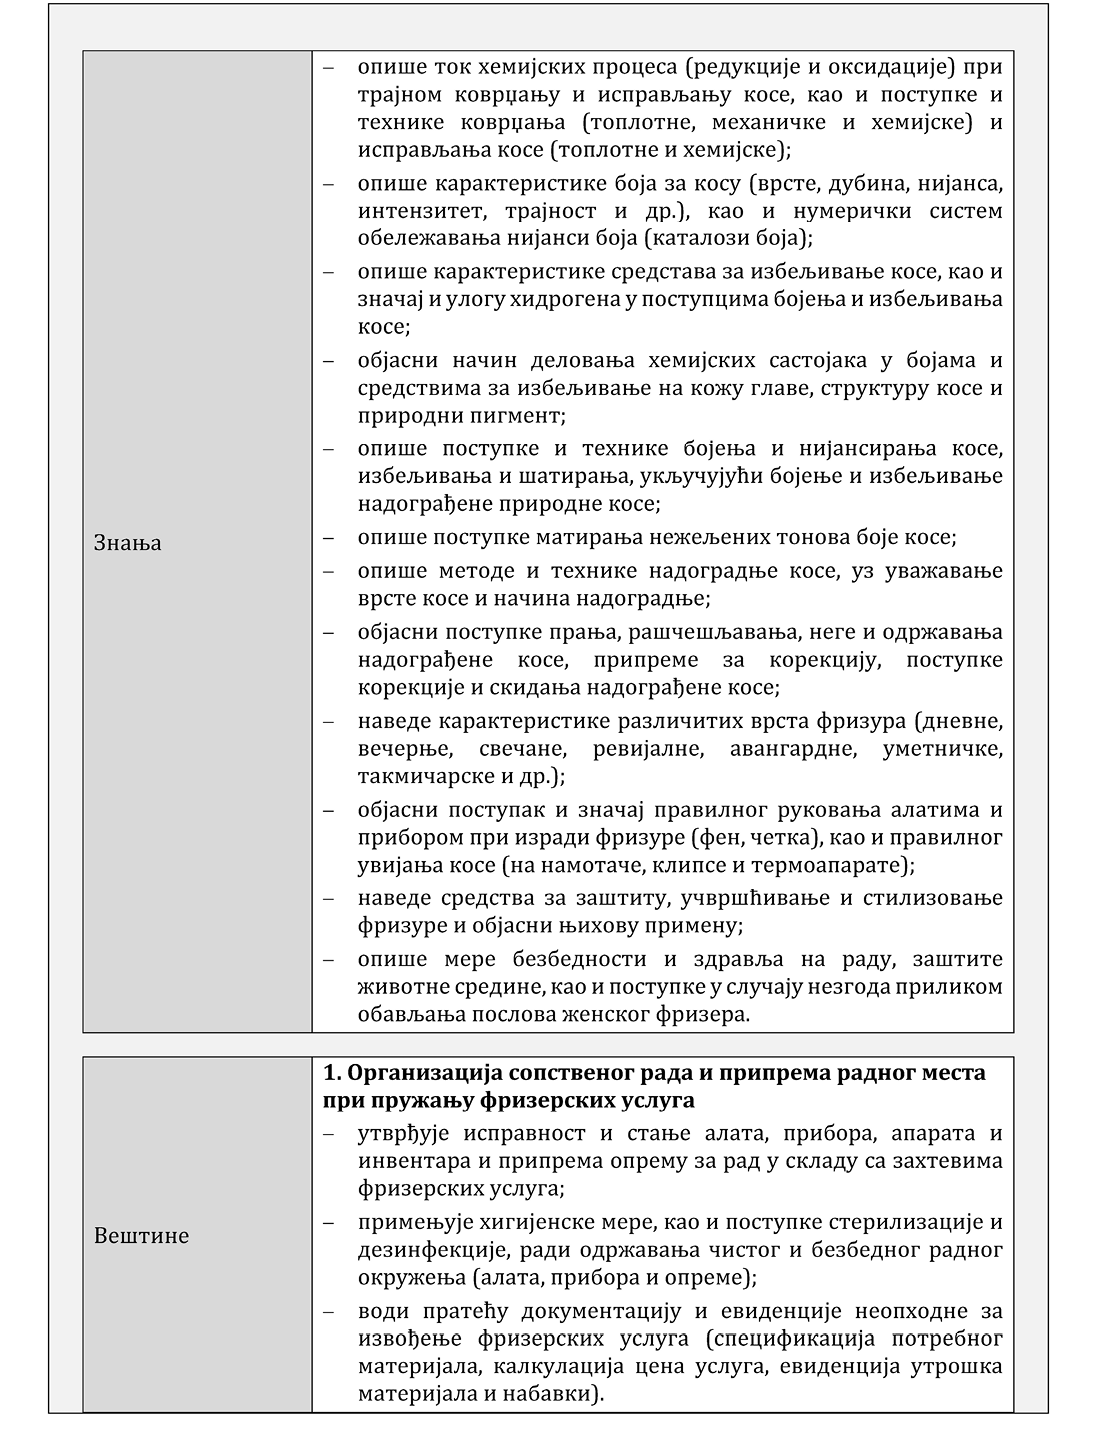 Знања
– опише ток хемијских процеса (редукције и оксидације) при
трајном коврџању и исправљању косе, као и поступке и
технике коврџања (топлотне, механичке и хемијске) и
исправљања косе (топлотне и хемијске);
– опише карактеристике боја за косу (врсте, дубина, нијанса,
интензитет, трајност и др.), као и нумерички систем
обележавања нијанси боја (каталози боја);
– опише карактеристике средстава за избељивање косе, као и
значај и улогу хидрогена у поступцима бојења и избељивања
косе;
– објасни начин деловања хемијских састојака у бојама и
средствима за избељивање на кожу главе, структуру косе и
природни пигмент;
– опише поступке и технике бојења и нијансирања косе,
избељивања и шатирања, укључујући бојење и избељивање
надограђене природне косе;
– опише поступке матирања нежељених тонова боје косе;
– опише методе и технике надоградње косе, уз уважавање
врсте косе и начина надоградње;
– објасни поступке прања, рашчешљавања, неге и одржавања
надограђене косе, припреме за корекцију, поступке
корекције и скидања надограђене косе;
– наведе карактеристике различитих врста фризура (дневне,
вечерње, свечане, ревијалне, авангардне, уметничке,
такмичарске и др.);
– објасни поступак и значај правилног руковања алатима и
прибором при изради фризуре (фен, четка), као и правилног
увијања косе (на намотаче, клипсе и термоапарате);
– наведе средства за заштиту, учвршћивање и стилизовање
фризуре и објасни њихову примену;
– опише мере безбедности и здравља на раду, заштите
животне средине, као и поступке у случају незгода приликом
обављања послова женског фризера.
Вештине
1. Организација сопственог рада и припрема радног места
при пружању фризерских услуга
– утврђује исправност и стање алата, прибора, апарата и
инвентара и припрема опрему за рад у складу са захтевима
фризерских услуга;
– примењује хигијенске мере, као и поступке стерилизације и
дезинфекције, ради одржавања чистог и безбедног радног
окружења (алата, прибора и опреме);
– води пратећу документацију и евиденције неопходне за
извођење фризерских услуга (спецификација потребног
материјала, калкулација цена услуга, евиденција утрошка
материјала и набавки).